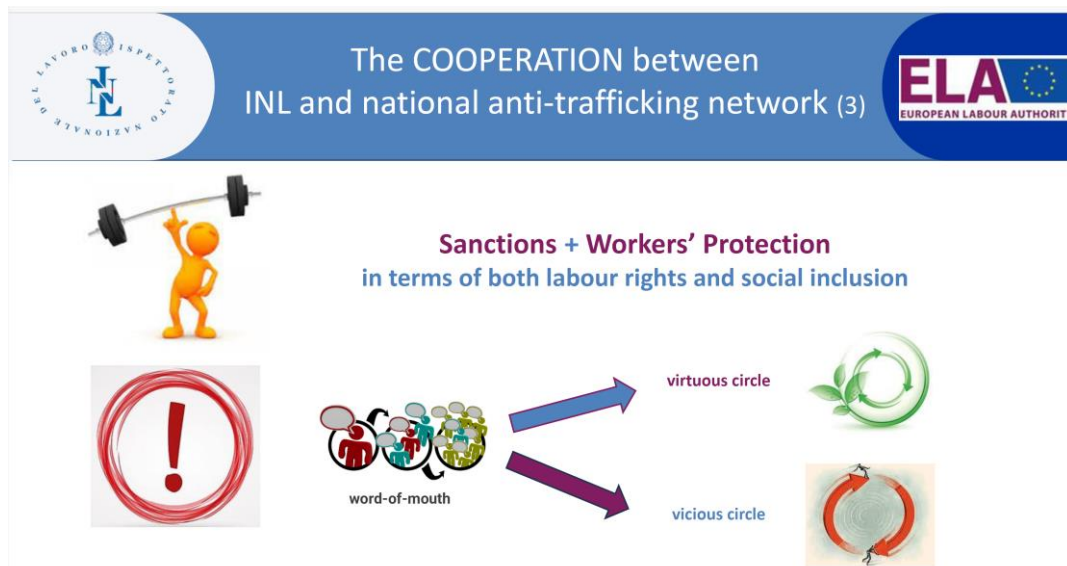 ISPETTORATO NAZIONALE DEL LAVORO
INL
The COOPERATION between
INL and national anti-trafficking network (3)
ELA
EUROPEAN LABOUR AUTHORIT
Sanctions + Workers' Protection
in terms of both labour rights and social inclusion
virtuous circle
word-of-mouth
vicious circle